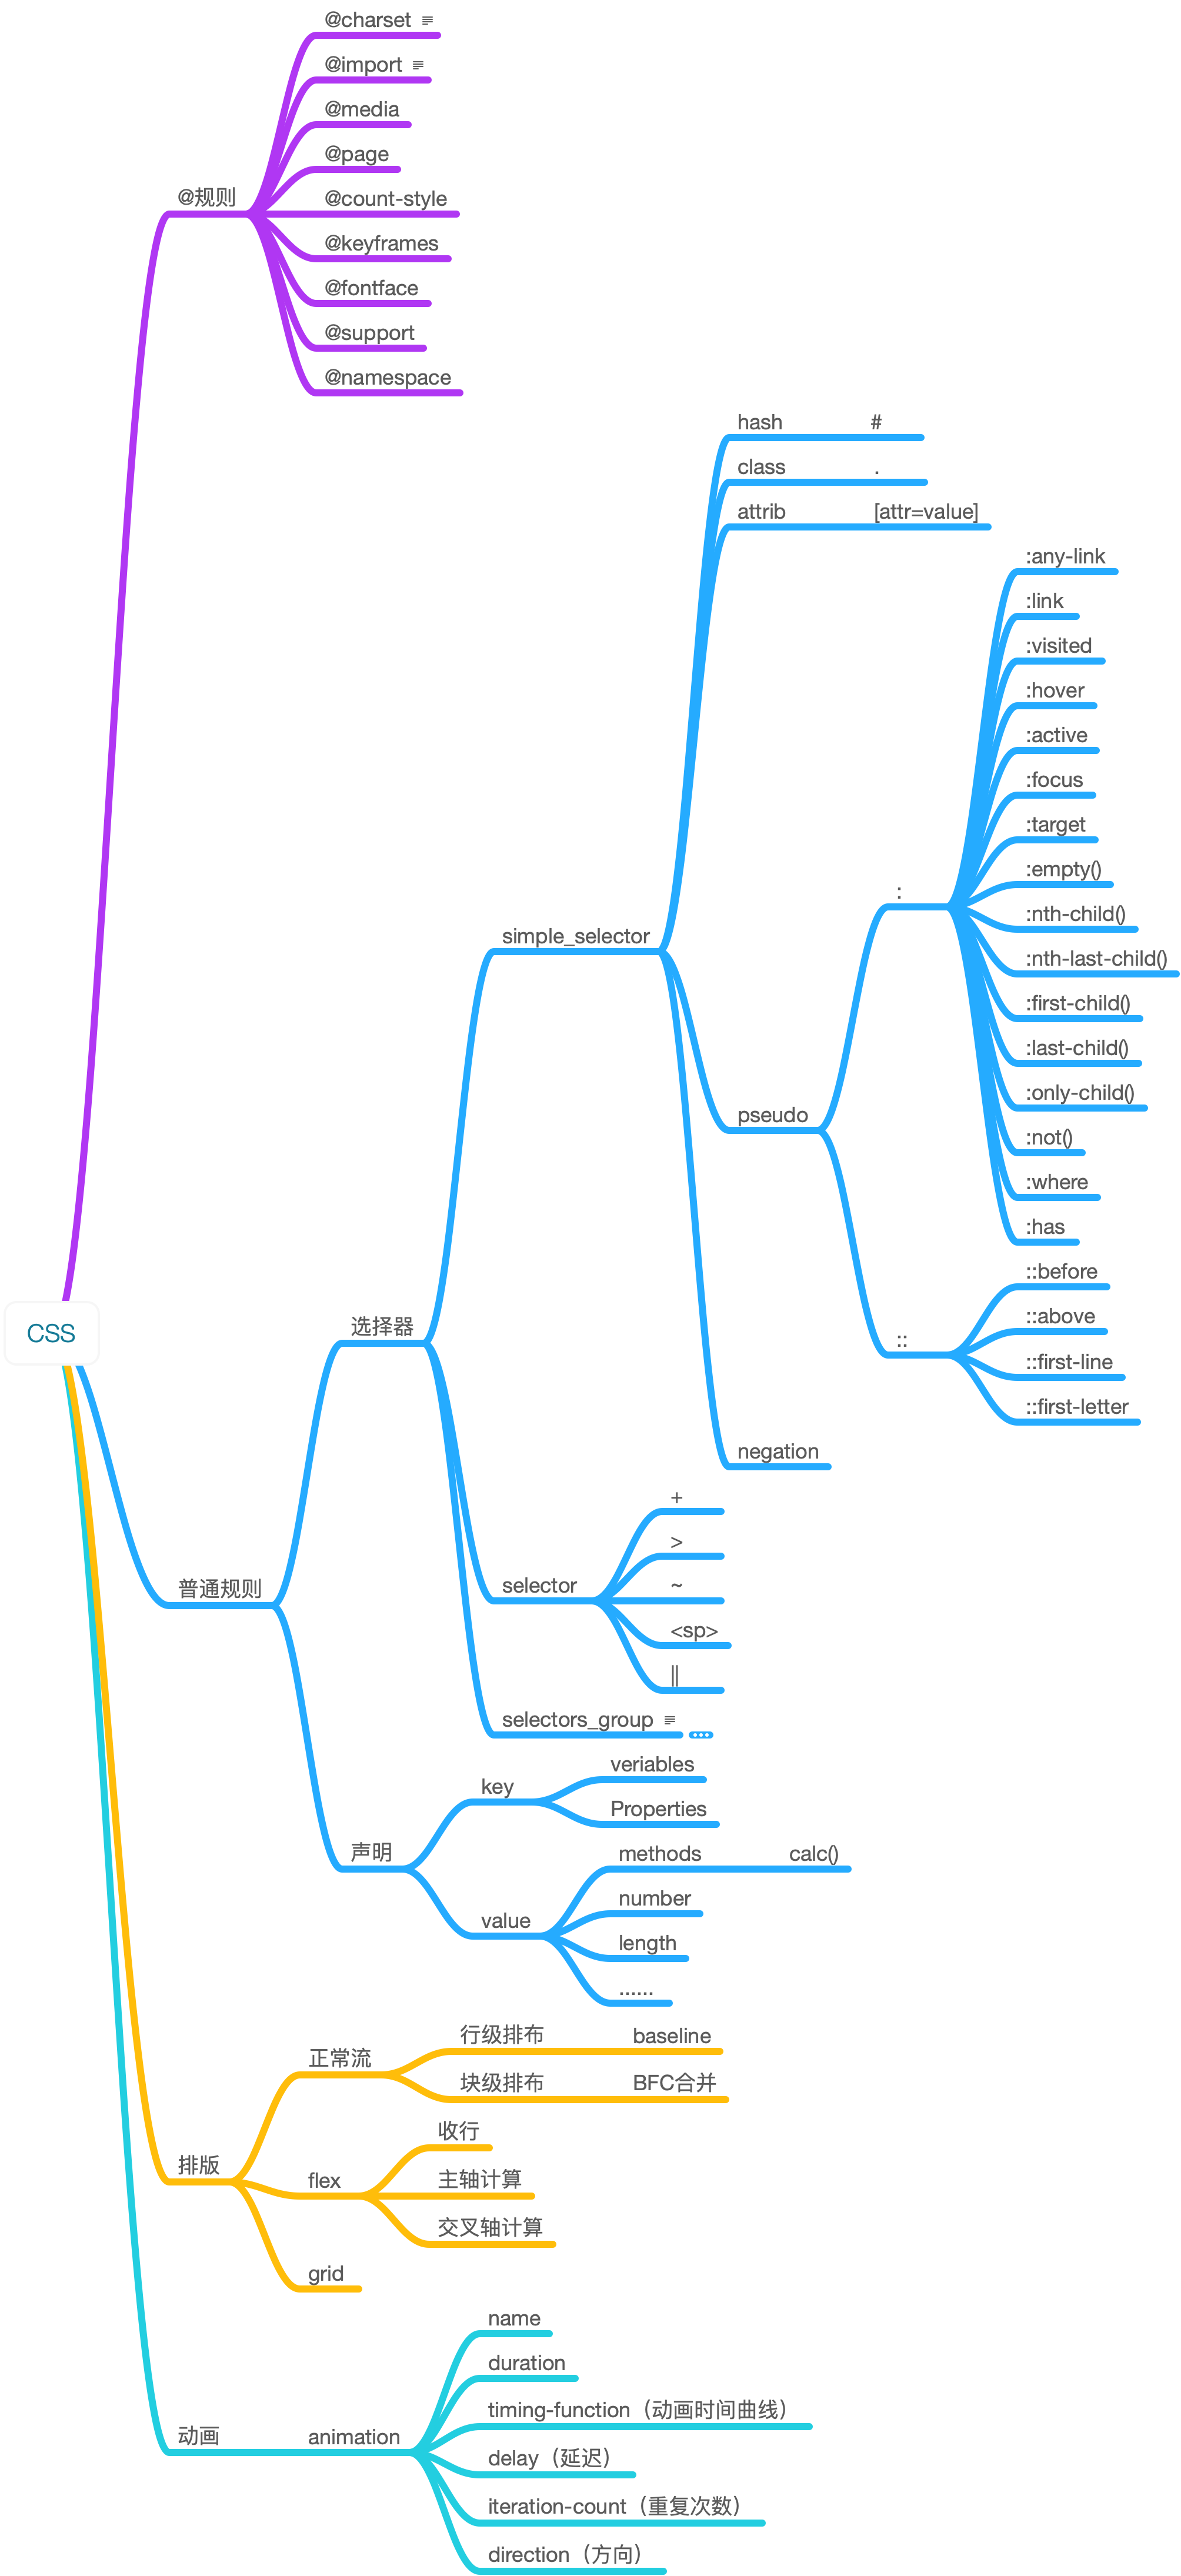 @charset
@import
@media
@page
@规则
@count-style
@keyframes
@fontface
@support
@namespace
hash #
class .
attrib [attr=value]
:any-link
:link
:visited
:hover
:active
:focus
:target
:empty()
:
:nth-child()
simple_selector
:nth-last-child()
:first-child()
:last-child()
:only-child()
pseudo
:not()
:where
:has
::before
::above
CSS
选择器
::
::first-line
::first-letter
negation
+
>
普通规则
selector
~
<sp>
||
selectors_group
veriables
key
Properties
声明
methods calc()
number
value
length
......
行级排布 baseline
正常流
块级排布 BFC合并
收行
排版
flex
主轴计算
交叉轴计算
grid
name
duration
timing-function（动画时间曲线）
动画
animation
delay（延迟）
iteration-count（重复次数）
direction（方向）